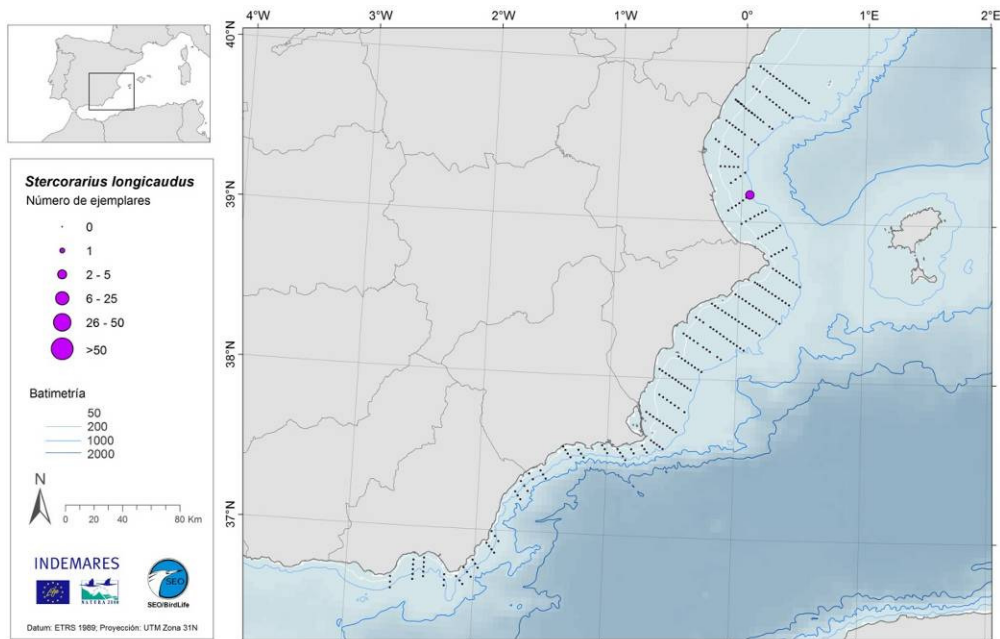 4°W 3°W 2°W 1°W 0° 1°E 2°E
40°N
39°N
38°N
37°N
Stercorarius longicaudus
Número de ejemplares
0
1
2 - 5
6 - 25
26 - 50
>50
Batimetría
50
200
1000
2000
N
0 20 40 80 Km
INDEMARES
NATURA 2000
SEO
SEO/BirdLife
Datum: ETRS 1989; Proyección: UTM Zona 31N